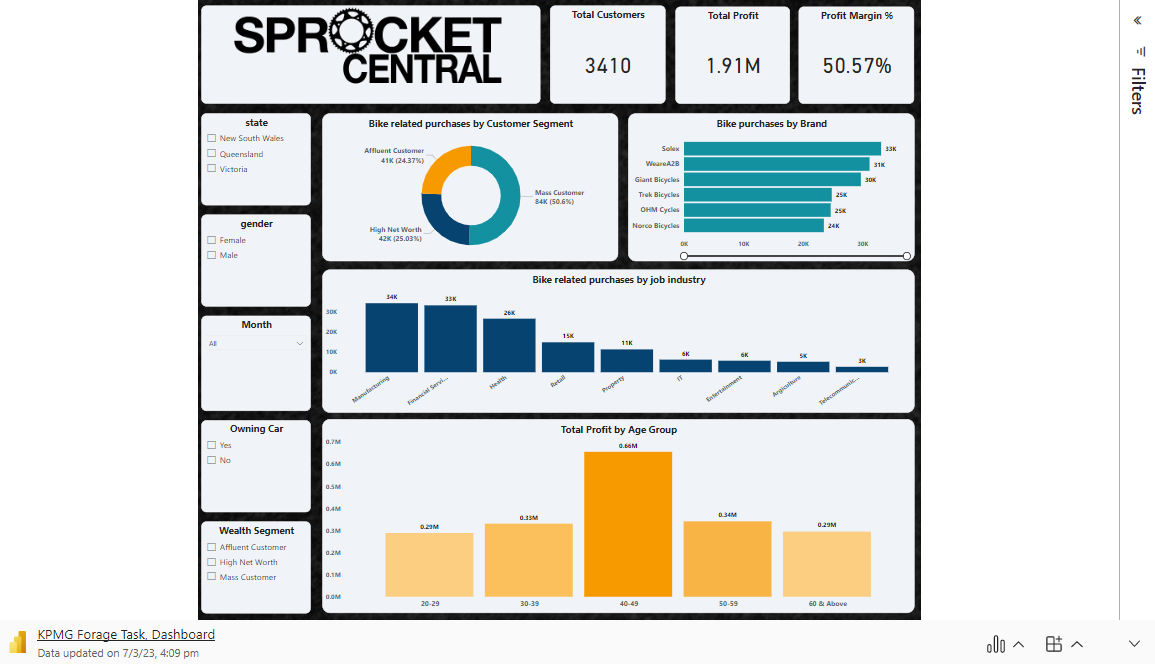 SPROCKET
CENTRAL
Total Customers
3410
Total Profit
1.91M
Profit Margin %
50.57%
Filters
state
New South Wales
Queensland
Victoria
gender
Female
Male
Month
All
Owning Car
Yes
No
Wealth Segment
Affluent Customer
High Net Worth
Mass Customer
Bike related purchases by Customer Segment
Affluent Customer
41K (24.37%)
Mass Customer
84K (50.6%)
High Net Worth
42K (25.03%)
Bike purchases by Brand
Solex
33K
WeareA2B
31K
Giant Bicycles
30K
Trek Bicycles
25K
OHM Cycles
25K
Norco Bicycles
24K
0K 10K 20K 30K
Bike related purchases by job industry
30K
20K
10K
0K
34K 33K 26K 15K 11K 6K 6K 5K 3K
Manufacturing Financial Servi... Health Retail Property IT Entertainment Argiculture Telecommunic...
Total Profit by Age Group
0.7M
0.6M
0.5M
0.4M
0.3M
0.2M
0.1M
0.0M
0.29M 0.33M 0.66M 0.34M 0.29M
20-29 30-39 40-49 50-59 60 & Above
KPMG Forage Task. Dashboard
Data updated on 7/3/23, 4:09 pm